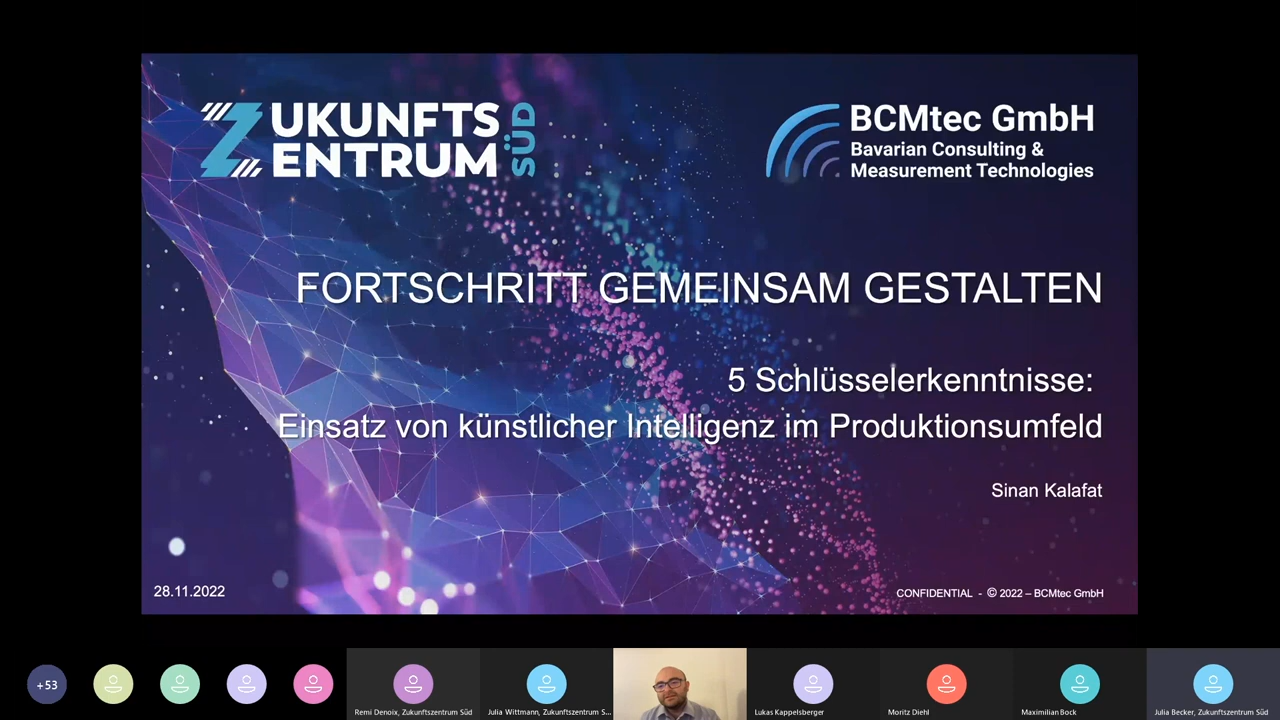 ZUKUNFTS
ZENTRUM
SÜD
BCMtec GmbH
Bavarian Consulting &
Measurement Technologies
FORTSCHRITT GEMEINSAM GESTALTEN
5 Schlüsselerkenntnisse:
Einsatz von künstlicher Intelligenz im Produktionsumfeld
Sinan Kalafat
28.11.2022
CONFIDENTIAL - © 2022 – BCMtec GmbH
+53
Remi Denoix, Zukunftszentrum Süd
Julia Wittmann, Zukunftszentrum S...
Lukas Kappelsberger
Moritz Diehl
Maximilian Bock
Julia Becker, Zukunftszentrum Süd